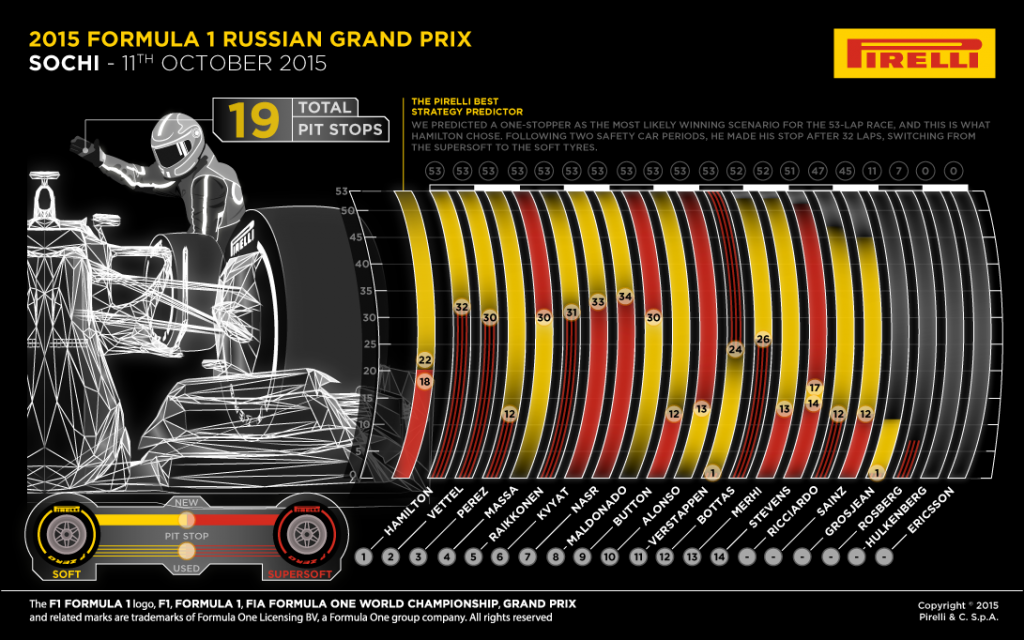 2015 FORMULA 1 RUSSIAN GRAND PRIX
SOCHI - 11TH OCTOBER 2015
PIRELLI
19 TOTAL
PIT STOPS
THE PIRELLI BEST
STRATEGY PREDICTOR
WE PREDICTED A ONE-STOPPER AS THE MOST LIKELY WINNING SCENARIO FOR THE 53-LAP RACE, AND THIS IS WHAT
HAMILTON CHOSE. FOLLOWING TWO SAFETY CAR PERIODS, HE MADE HIS STOP AFTER 32 LAPS, SWITCHING FROM
THE SUPERSOFT TO THE SOFT TYRES.
53 53 53 53 53 53 53 53 53 53 53 52 52 51 47 45 11 7 0 0
53
50
45
40
35
30
25
20
15
10
5
0
PIRELLI
32 30 30 31 33 34 30
22 24 26
18 17
12 12 13 13 14 12 12
1 1
HAMILTON
VETTEL
PEREZ
MASSA
RAIKKONEN
KVYAT
NASR
MALDONADO
BUTTON
ALONSO
VERSTAPPEN
BOTTAS
MERHI
STEVENS
RICCIARDO
SAINZ
GROSJEAN
ROSBERG
HULKENBERG
ERICSSON
1 2 3 4 5 6 7 8 9 10 11 12 13 14 - - - - - -
NEW
PIT STOP
USED
PIRELLI
ZERO
SOFT
PIRELLI
ZERO
SUPERSOFT
The F1 FORMULA 1 logo, F1, FORMULA 1, FIA FORMULA ONE WORLD CHAMPIONSHIP, GRAND PRIX
and related marks are trademarks of Formula One Licensing BV, a Formula One group company. All rights reserved
Copyright © 2015
Pirelli & C. S.p.A.